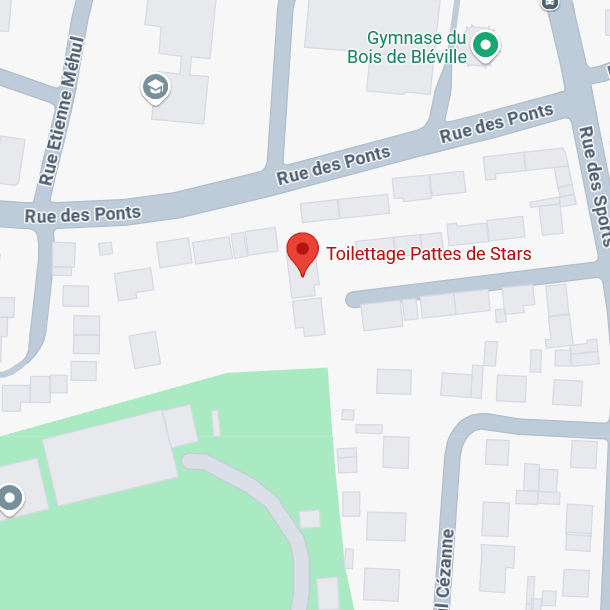 Gymnase du
Bois de Bléville
Rue Etienne Méhul
Rue des Ponts
Rue des Ponts
Rue des Ponts
Rue des Sports
Toilettage Pattes de Stars
Cézanne